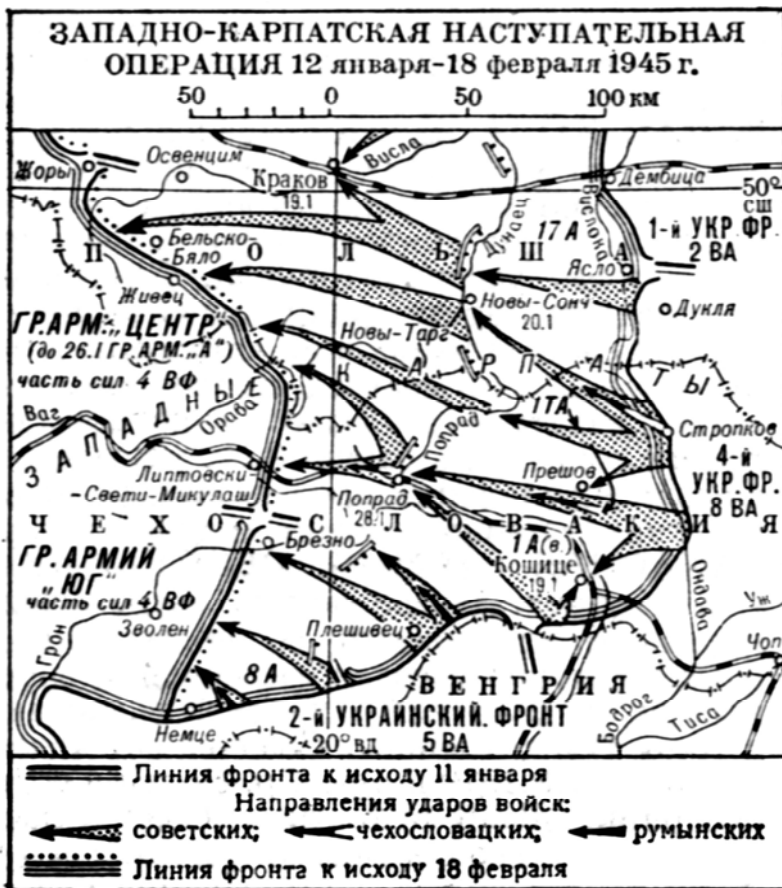 ЗАПАДНО-КАРПАТСКАЯ НАСТУПАТЕЛЬНАЯ
ОПЕРАЦИЯ 12 января-18 февраля 1945 г.
50 0 50 100 км
Жоры
Освенцим
Краков
19.1
Висла
Дембица
50°
сш
Дунаец
17 А
Вислока
1-й УКР. ФР.
2 ВА
Бельско-
Бяло
ПОЛЬША
Ясло
Живец
Новы-Сонч
20.1
Дукля
ГР. АРМ. „ЦЕНТР"
(до 26.1 ГР. АРМ. „А")
часть сил 4 ВФ
Новы-Тарг
ЗАПАДНЫЕ
КАРПАТЫ
Ваг
Орава
1ТА
Попрад
Стропков
4-й
УКР. ФР.
8 ВА
Липтовски-
-Свети-Микулаш
Прешов
Попрад
28.1
ЧЕХОСЛОВАКИЯ
Брезно
1А(в.)
Кошице
19.1
ГР. АРМИЙ
„ЮГ"
часть сил 4 ВФ
Ондава
Уж
Зволен
Грон
Плешивец
Чоп
8 А
ВЕНГРИЯ
2-й УКРАИНСКИЙ. ФРОНТ
5 ВА
Немце
20° вд
Бодрог
Тиса
Линия фронта к исходу 11 января
Направления ударов войск:
советских; чехословацких; румынских
Линия фронта к исходу 18 февраля